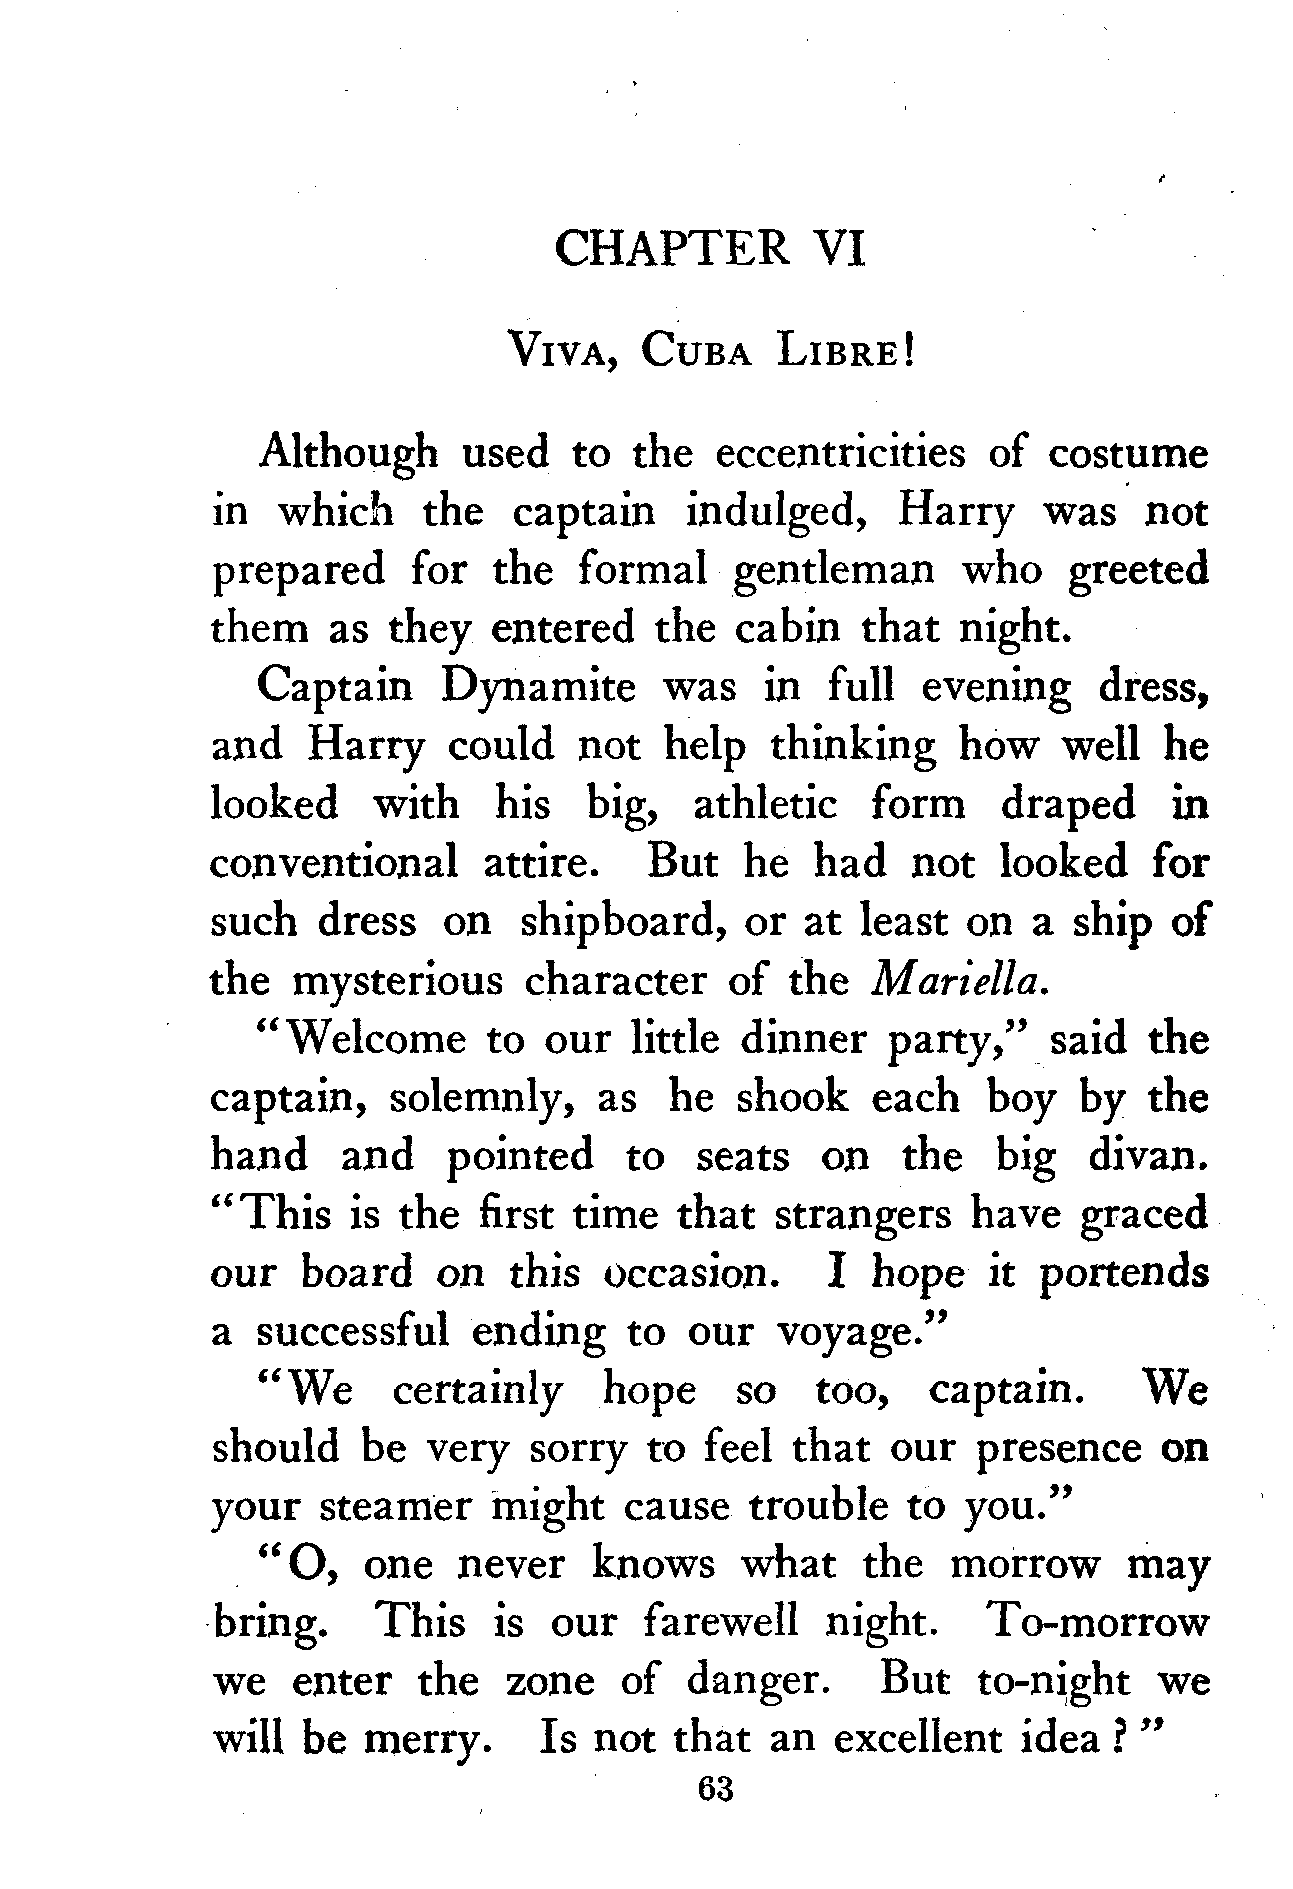 CHAPTER VI
VIVA, CUBA LIBRE!
Although used to the eccentricities of costume
in which the captain indulged, Harry was not
prepared for the formal gentleman who greeted
them as they entered the cabin that night.
Captain Dynamite was in full evening dress,
and Harry could not help thinking how well he
looked with his big, athletic form draped in
conventional attire. But he had not looked for
such dress on shipboard, or at least on a ship of
the mysterious character of the Mariella.
“Welcome to our little dinner party,” said the
captain, solemnly, as he shook each boy by the
hand and pointed to seats on the big divan.
“This is the first time that strangers have graced
our board on this occasion. I hope it portends
a successful ending to our voyage.”
“We certainly hope so too, captain. We
should be very sorry to feel that our presence on
your steamer might cause trouble to you.”
“O, one never knows what the morrow may
bring. This is our farewell night. To-morrow
we enter the zone of danger. But to-night we
will be merry. Is not that an excellent idea?”
63